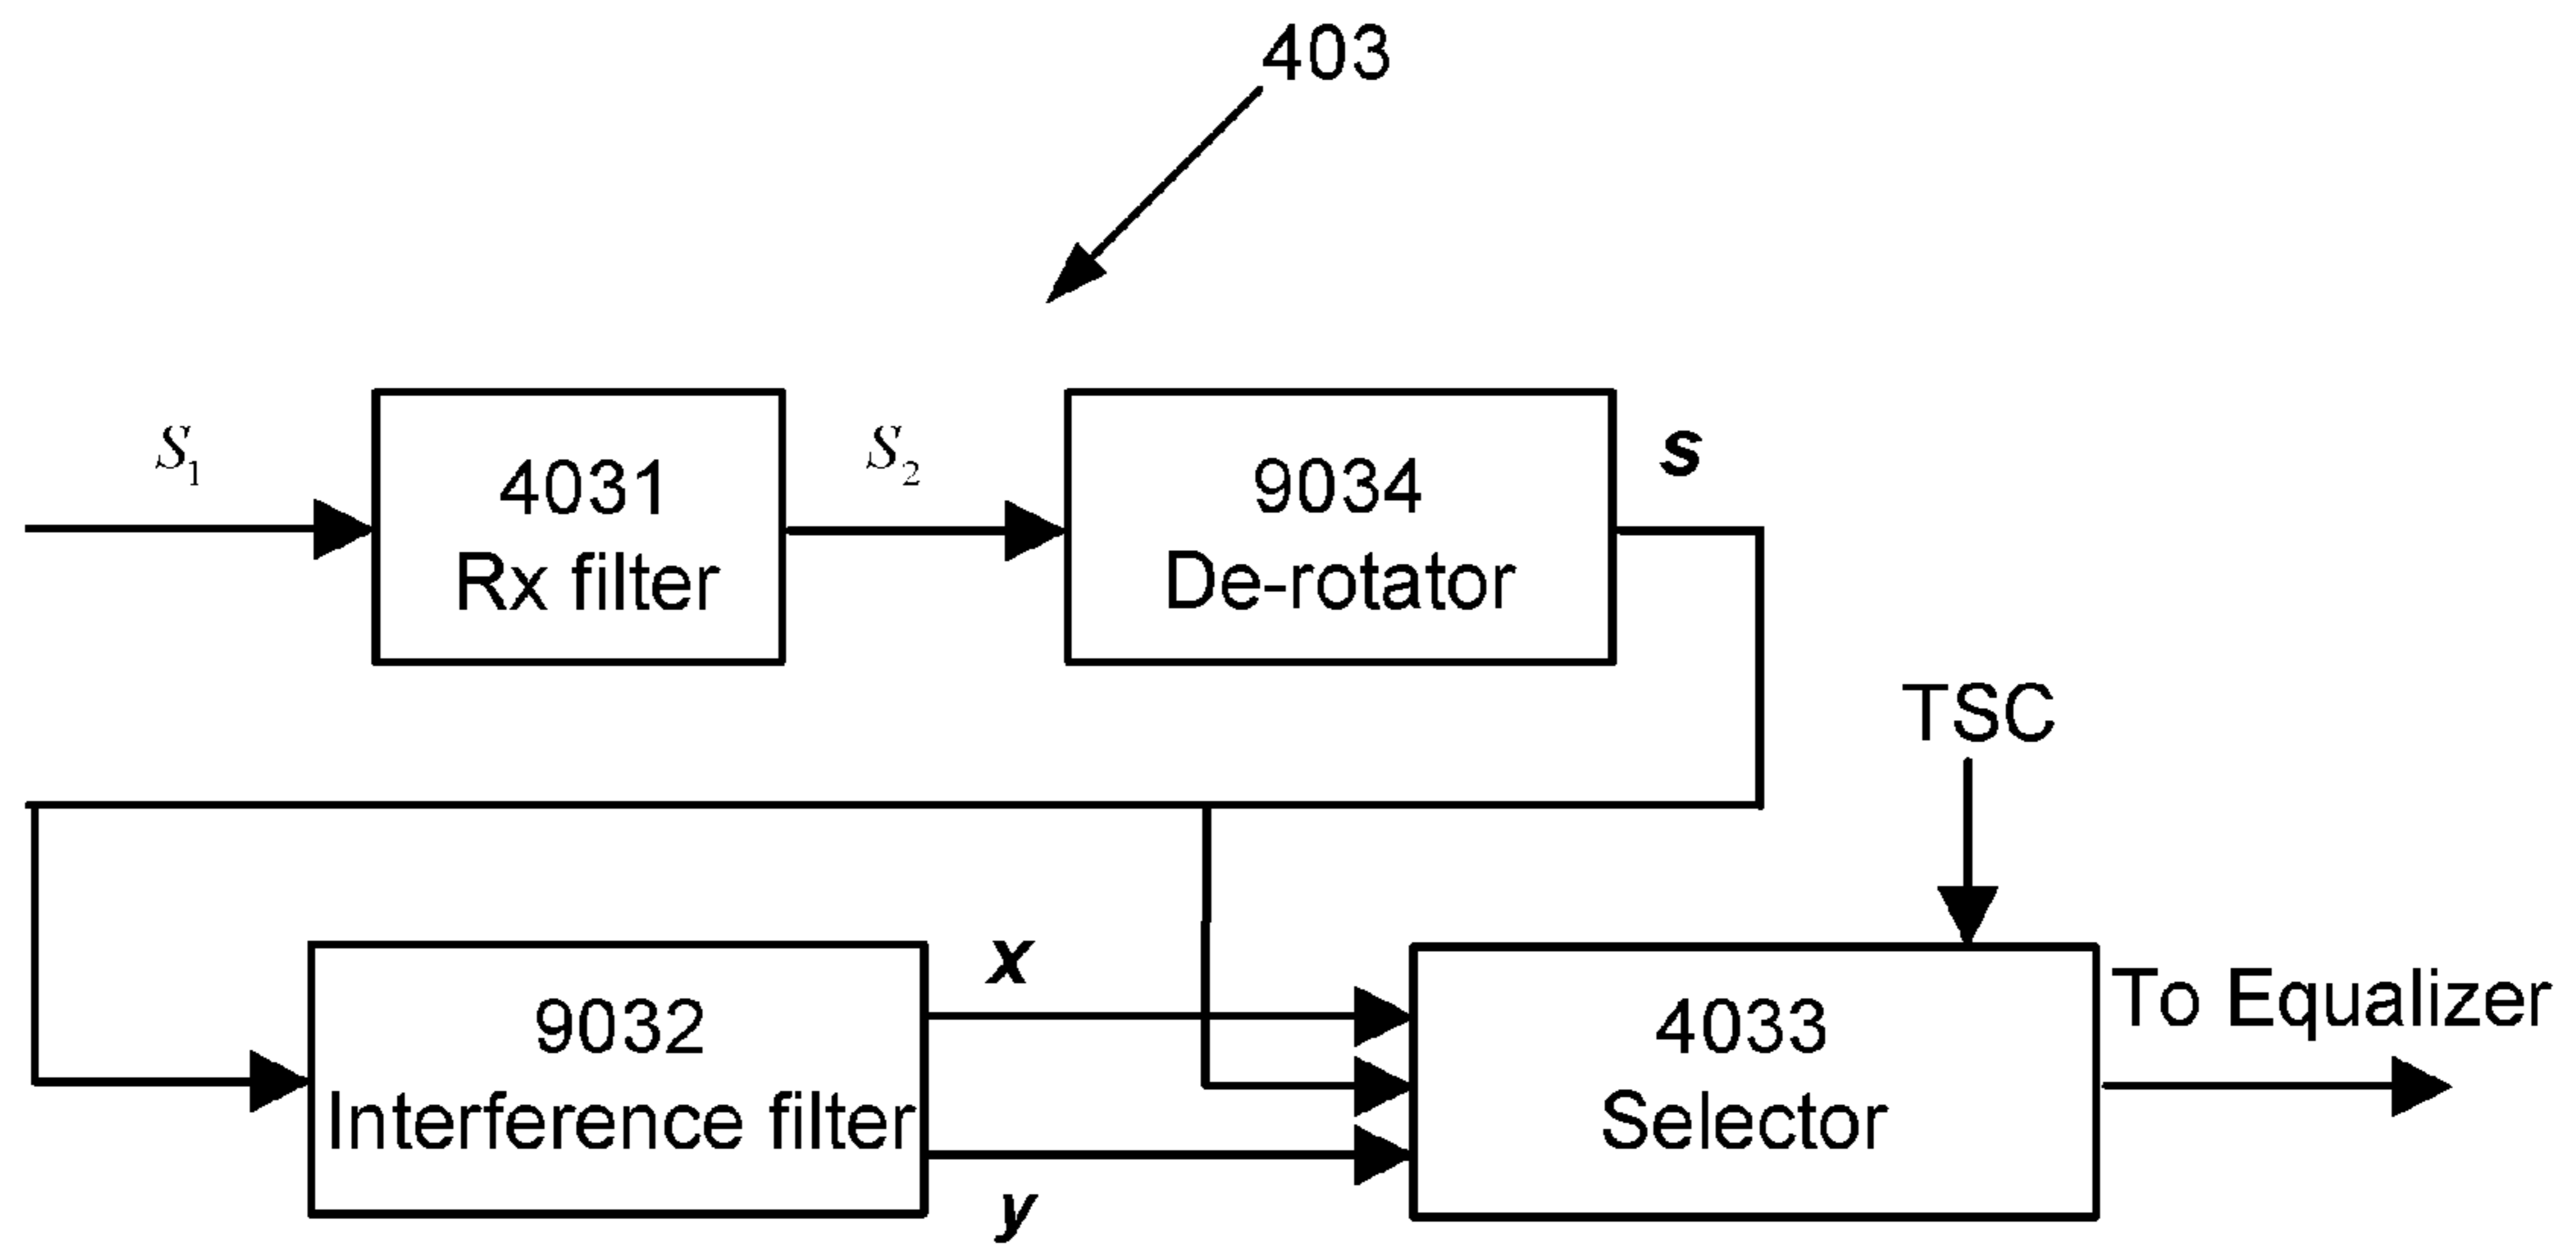 403
S₁
4031
Rx filter
S₂
9034
De-rotator
s
TSC
9032
Interference filter
x
y
4033
Selector
To Equalizer